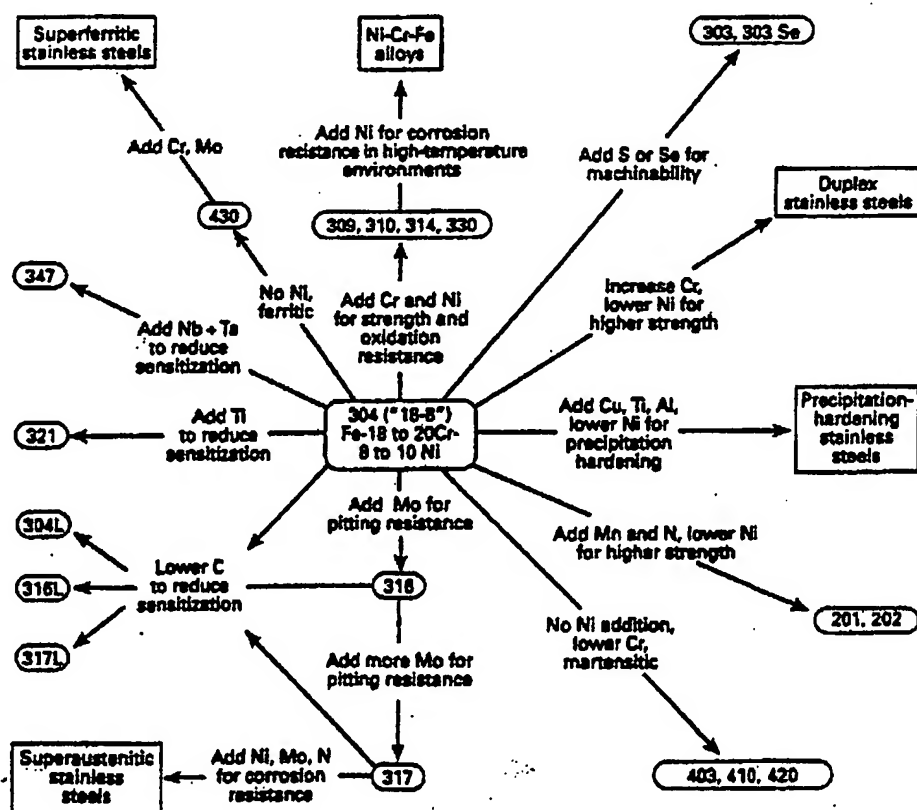 Superferritic
stainless steels
Ni-Cr-Fe
alloys
303, 303 Se
Add Cr, Mo
Add Ni for corrosion
resistance in high-temperature
environments
Add S or Se for
machinability
Duplex
stainless steels
430
309, 310, 314, 330
347
No Ni,
ferritic
Add Cr and Ni
for strength and
oxidation
resistance
Increase Cr,
lower Ni for
higher strength
Add Nb + Ta
to reduce
sensitization
321
Add Ti
to reduce
sensitization
304 ("18-8")
Fe-18 to 20Cr-
8 to 10 Ni
Add Cu, Ti, Al,
lower Ni for
precipitation
hardening
Precipitation-
hardening
stainless
steels
Add Mo for
pitting resistance
304L
316L
317L
Lower C
to reduce
sensitization
316
Add Mn and N, lower Ni
for higher strength
201, 202
No Ni addition,
lower Cr,
martensitic
Add more Mo for
pitting resistance
Superaustenitic
stainless
steels
Add Ni, Mo, N
for corrosion
resistance
317
403, 410, 420